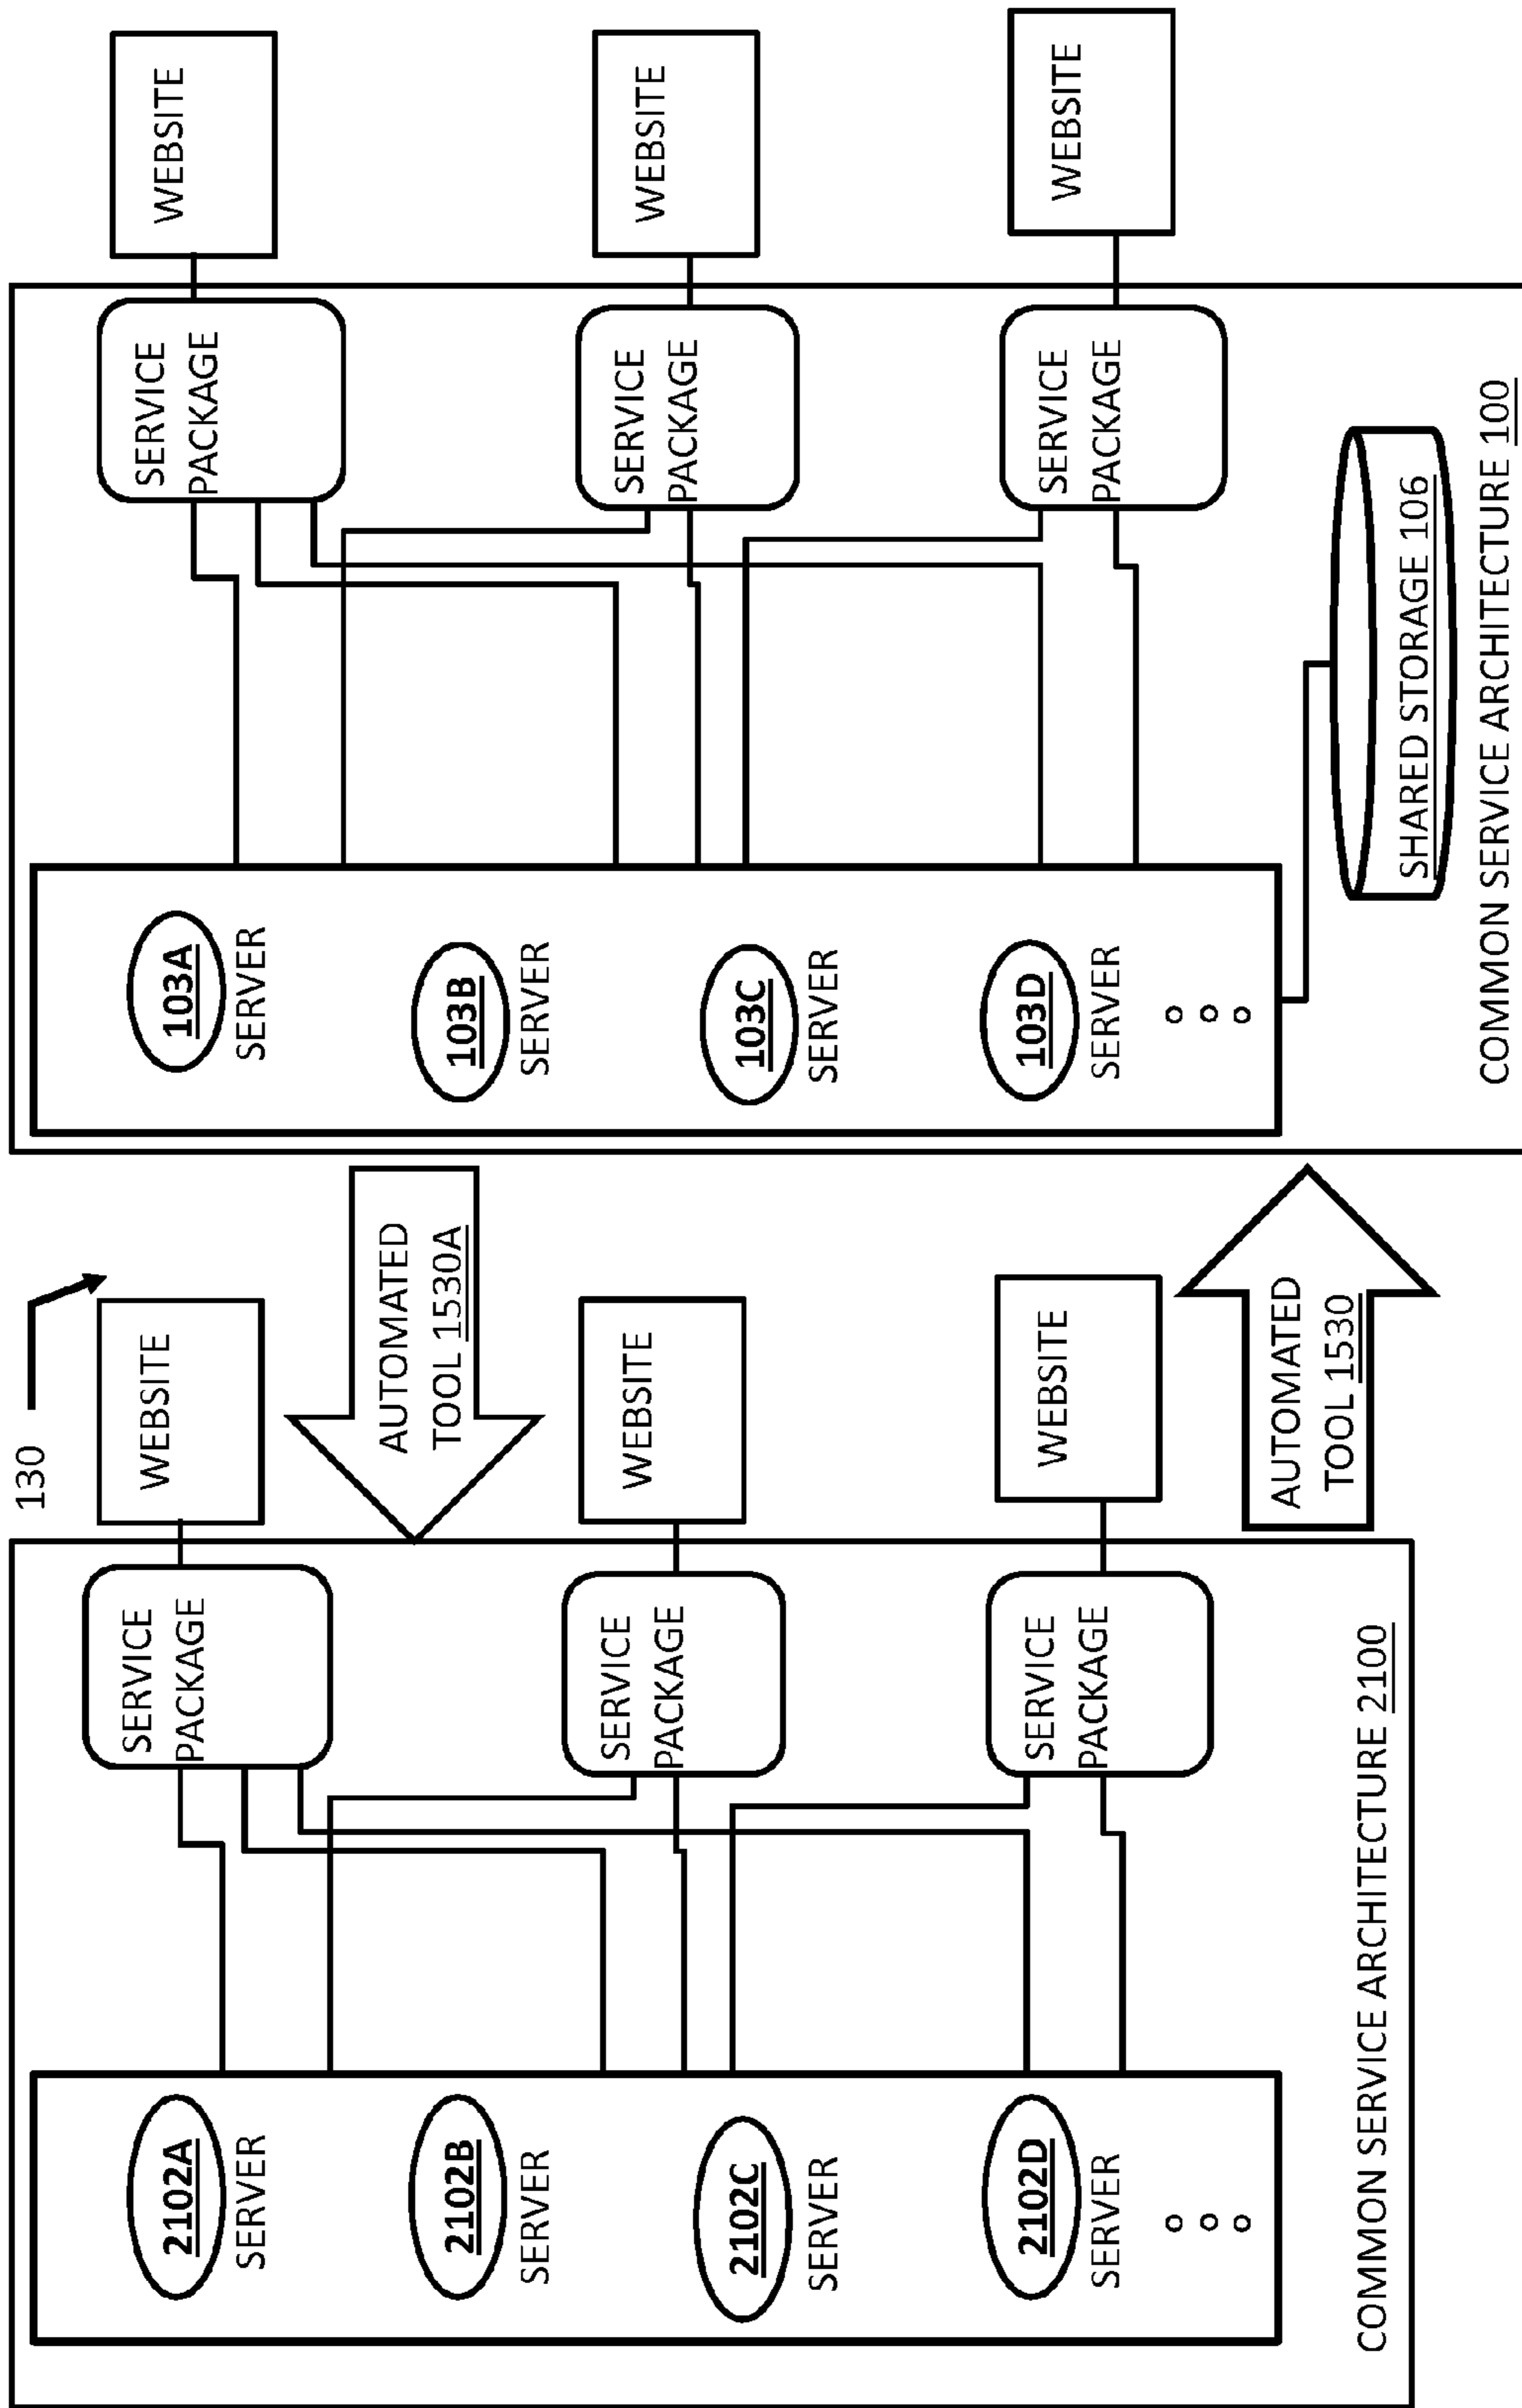 130
2102A
SERVER
2102B
SERVER
2102C
SERVER
2102D
SERVER
SERVICE
PACKAGE
SERVICE
PACKAGE
SERVICE
PACKAGE
WEBSITE
WEBSITE
WEBSITE
COMMON SERVICE ARCHITECTURE 2100
AUTOMATED
TOOL 1530A
AUTOMATED
TOOL 1530
103A
SERVER
103B
SERVER
103C
SERVER
103D
SERVER
SERVICE
PACKAGE
SERVICE
PACKAGE
SERVICE
PACKAGE
WEBSITE
WEBSITE
WEBSITE
SHARED STORAGE 106
COMMON SERVICE ARCHITECTURE 100